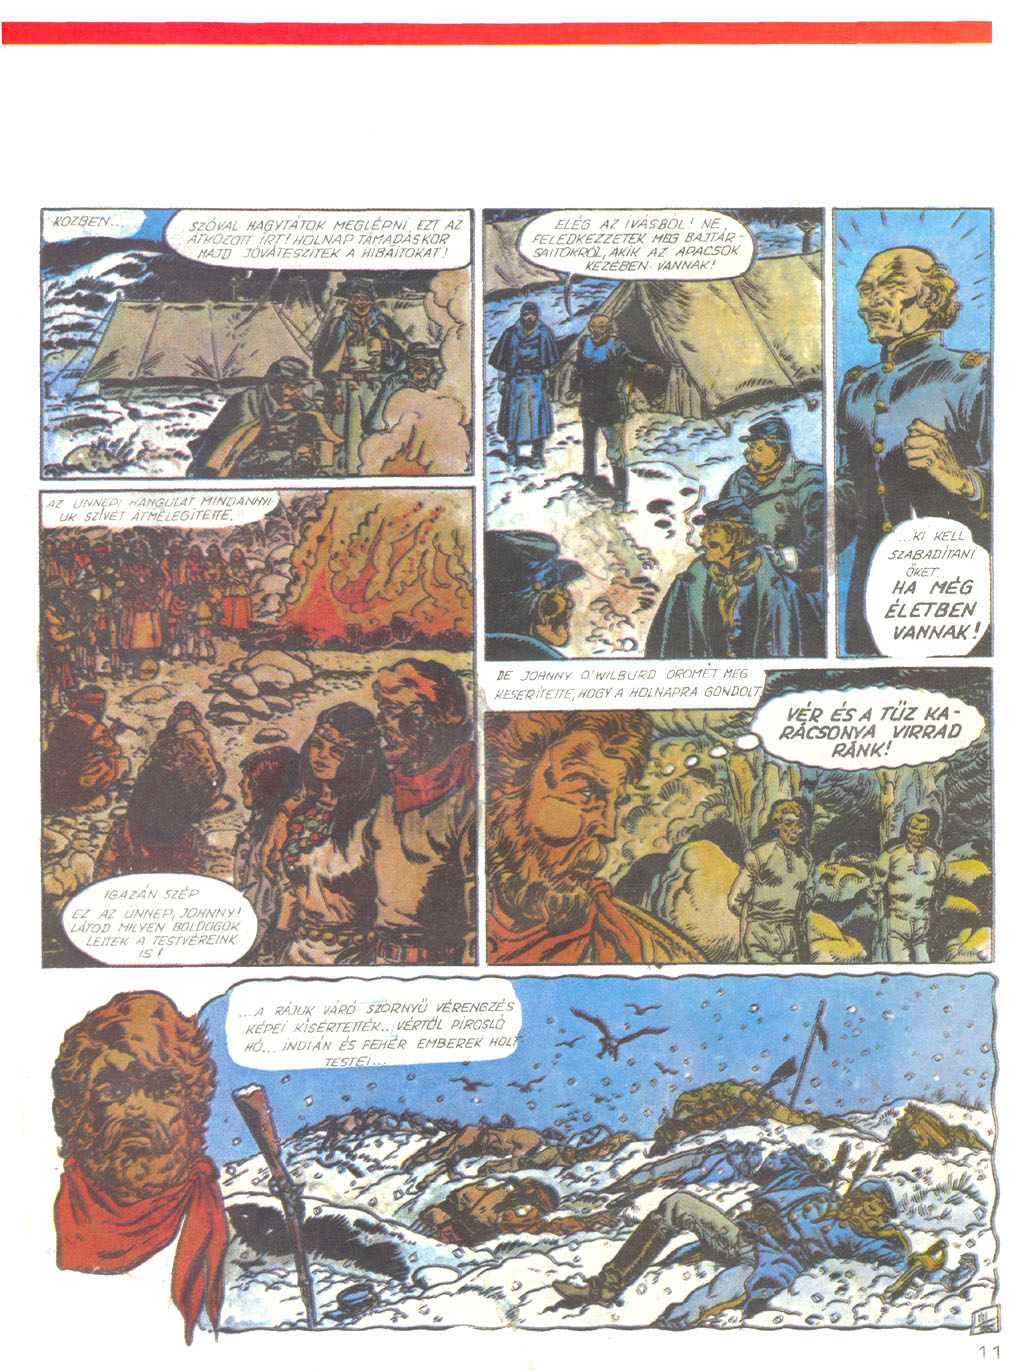 KÖZBEN...
SZÓVAL HAGYTÁTOK MEGLÉPNI EZT AZ
ÁTKOZOTT ÍRT! HOLNAP TÁMADÁSKOR
MAJD JÓVÁTESZITEK A HIBÁITOKAT!
ELÉG AZ IVÁSBÓL! NE
FELEDKEZZETEK MEG BAJTÁR-
SAITOKRÓL, AKIK AZ APACSOK
KEZÉBEN VANNAK!
...KI KELL
SZABADÍTANI
ŐKET...
HA MÉG
ÉLETBEN
VANNAK!
AZ ÜNNEPI HANGULAT MINDANNYI-
UK SZÍVÉT ÁTMELEGÍTETTE.
IGAZÁN SZÉP
EZ AZ ÜNNEP, JOHNNY!
LÁTOD MILYEN BOLDOGOK
LETTEK A TESTVÉREINK
IS!
DE JOHNNY O'WILBURD ÖRÖMÉT MEG
KESERÍTETTE, HOGY A HOLNAPRA GONDOLT
VÉR ÉS A TŰZ KA-
RÁCSONYA VIRRAD
RÁNK!
...A RÁJUK VÁRÓ SZÖRNYŰ VÉRENGZÉS
KÉPEI KÍSÉRTETTÉK... VÉRTŐL PIROSLÓ
HÓ... INDIÁN ÉS FEHÉR EMBEREK HOLT
TESTEI...
11